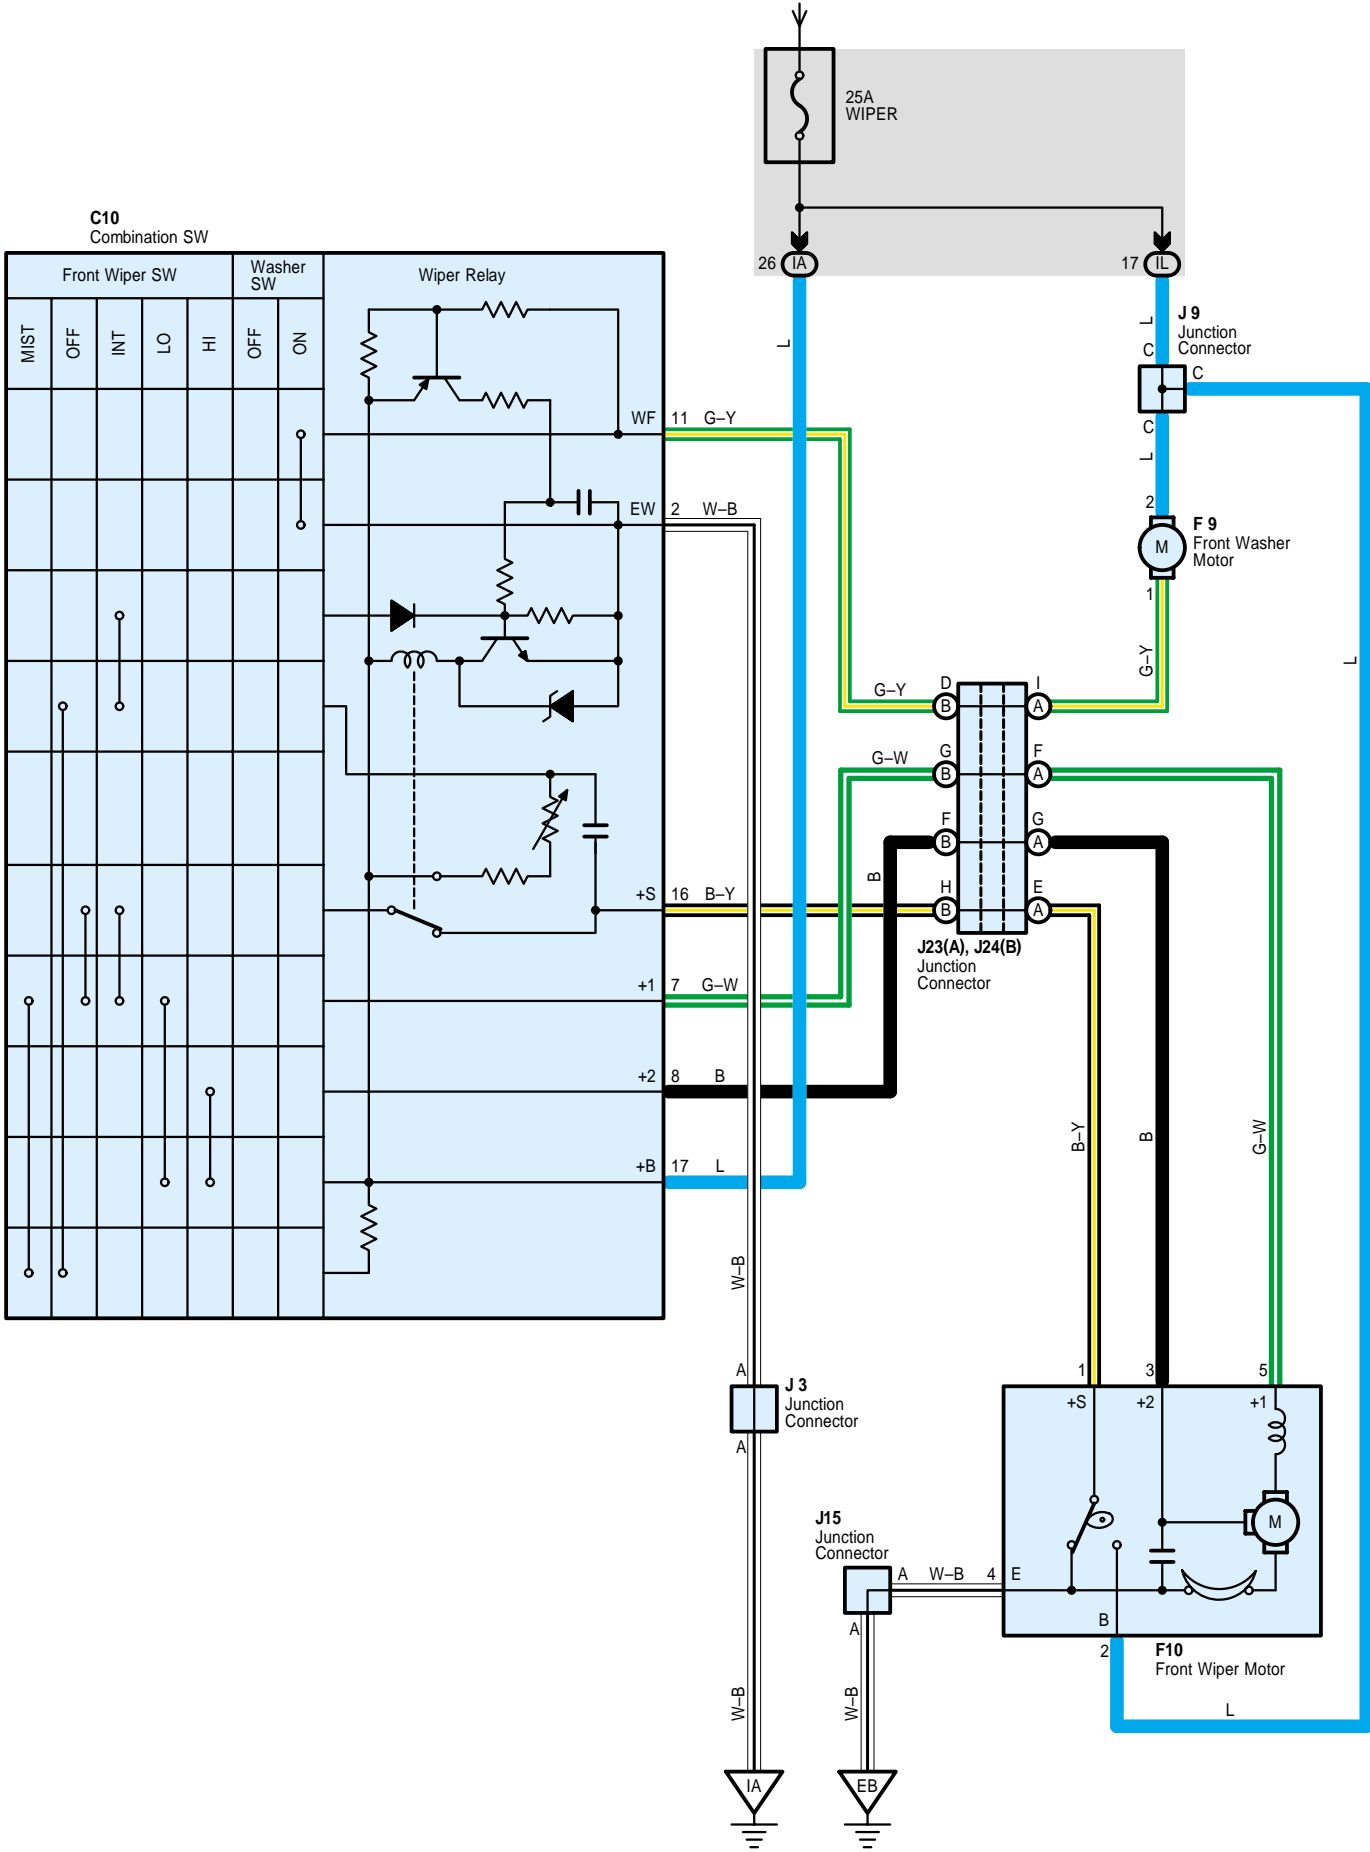 25A
WIPER
C10
Combination SW
Front Wiper SW
Washer
SW
Wiper Relay
MIST
OFF
INT
LO
HI
OFF
ON
26
IA
17
IL
L
L
C
J 9
Junction
Connector
C
C
L
2
F 9
Front Washer
Motor
M
1
G–Y
L
WF
11
G–Y
EW
2
W–B
G–Y
D
B
I
A
G–W
G
B
F
A
F
B
G
A
B
H
B
E
A
+S
16
B–Y
J23(A), J24(B)
Junction
Connector
+1
7
G–W
+2
8
B
+B
17
L
B–Y
B
G–W
W–B
A
J 3
Junction
Connector
A
1
3
5
+S
+2
+1
M
J15
Junction
Connector
A
W–B
4
E
A
B
2
F10
Front Wiper Motor
L
W–B
W–B
IA
EB